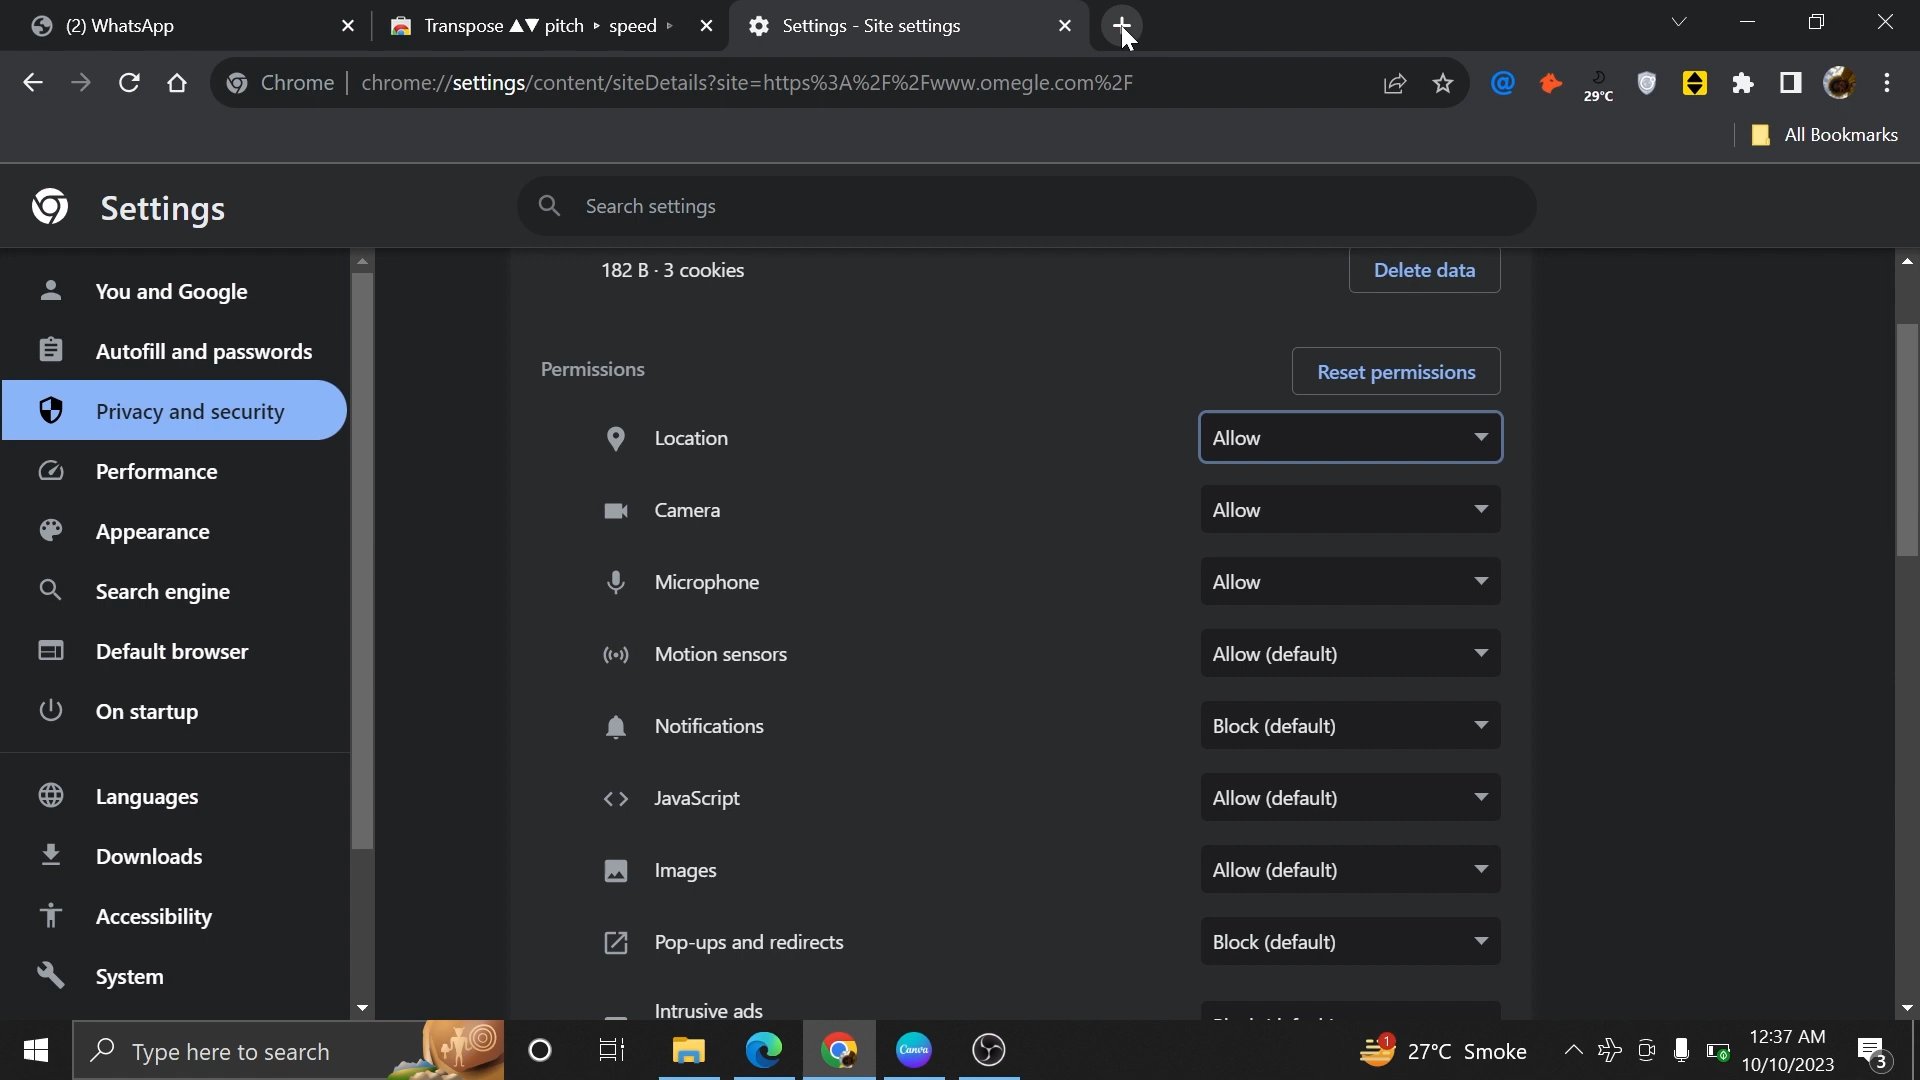 (2) WhatsApp
Transpose ▲▼ pitch ▸ speed ▸
Settings - Site settings
Chrome
chrome://settings/content/siteDetails?site=https%3A%2F%2Fwww.omegle.com%2F
29°C
All Bookmarks
Settings
Search settings
You and Google
Autofill and passwords
Privacy and security
Performance
Appearance
Search engine
Default browser
On startup
Languages
Downloads
Accessibility
System
182 B · 3 cookies
Delete data
Permissions
Reset permissions
Location
Allow
Camera
Allow
Microphone
Allow
Motion sensors
Allow (default)
Notifications
Block (default)
JavaScript
Allow (default)
Images
Allow (default)
Pop-ups and redirects
Block (default)
Intrusive ads
Type here to search
Canva
1
27°C Smoke
12:37 AM
10/10/2023
3